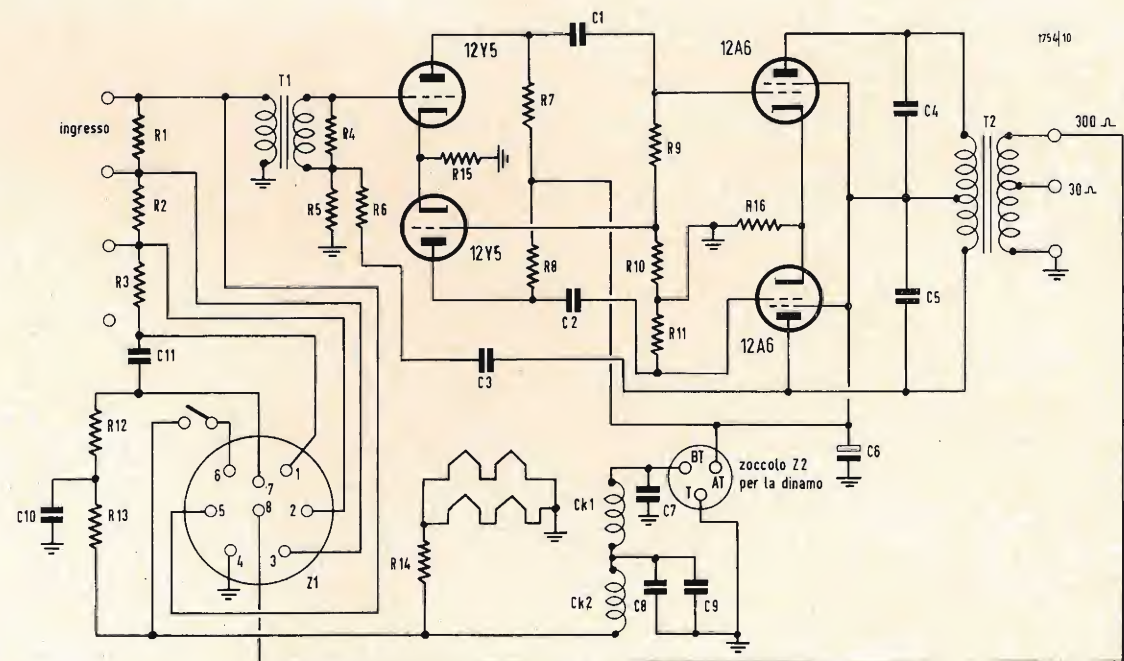 1754/10
ingresso
R1
R2
R3
T1
R4
R5
R6
12Y5
R15
12Y5
R7
R8
C1
C2
C3
R9
R10
R11
R16
12A6
12A6
C4
C5
T2
300 Ω
30 Ω
C11
R12
R13
C10
6
7
1
5
8
2
4
3
Z1
R14
Ck1
Ck2
C7
C8
C9
BT
AT
T
zoccolo Z2
per la dinamo
C6